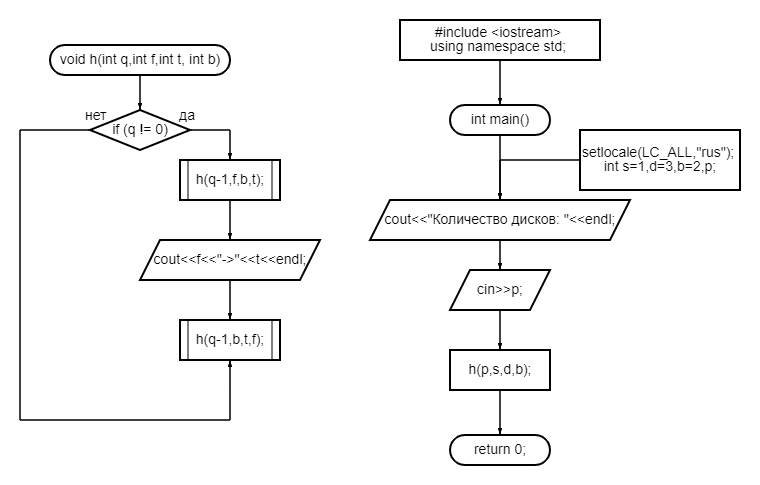 void h(int q,int f,int t, int b)
нет
да
if (q != 0)
h(q-1,f,b,t);
cout<<f<<"->"<<t<<endl;
h(q-1,b,t,f);
#include <iostream>
using namespace std;
int main()
setlocale(LC_ALL,"rus");
int s=1,d=3,b=2,p;
cout<<"Количество дисков: "<<endl;
cin>>p;
h(p,s,d,b);
return 0;